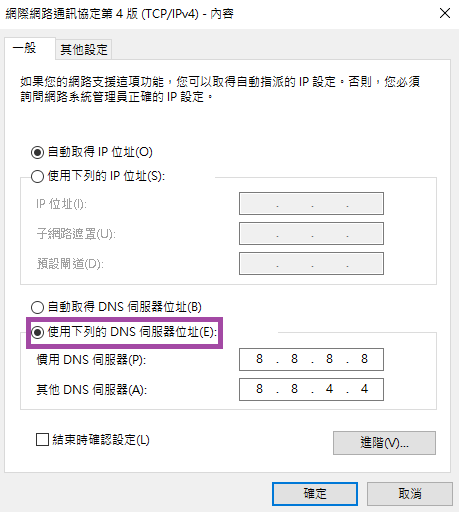 網際網路通訊協定第 4 版 (TCP/IPv4) - 內容
一般 其他設定
如果您的網路支援這項功能，您可以取得自動指派的 IP 設定。否則，您必須
詢問網路系統管理員正確的 IP 設定。
自動取得 IP 位址(O)
使用下列的 IP 位址(S):
IP 位址(I):
子網路遮罩(U):
預設閘道(D):
自動取得 DNS 伺服器位址(B)
使用下列的 DNS 伺服器位址(E):
慣用 DNS 伺服器(P): 8 . 8 . 8 . 8
其他 DNS 伺服器(A): 8 . 8 . 4 . 4
結束時確認設定(L)
進階(V)...
確定 取消